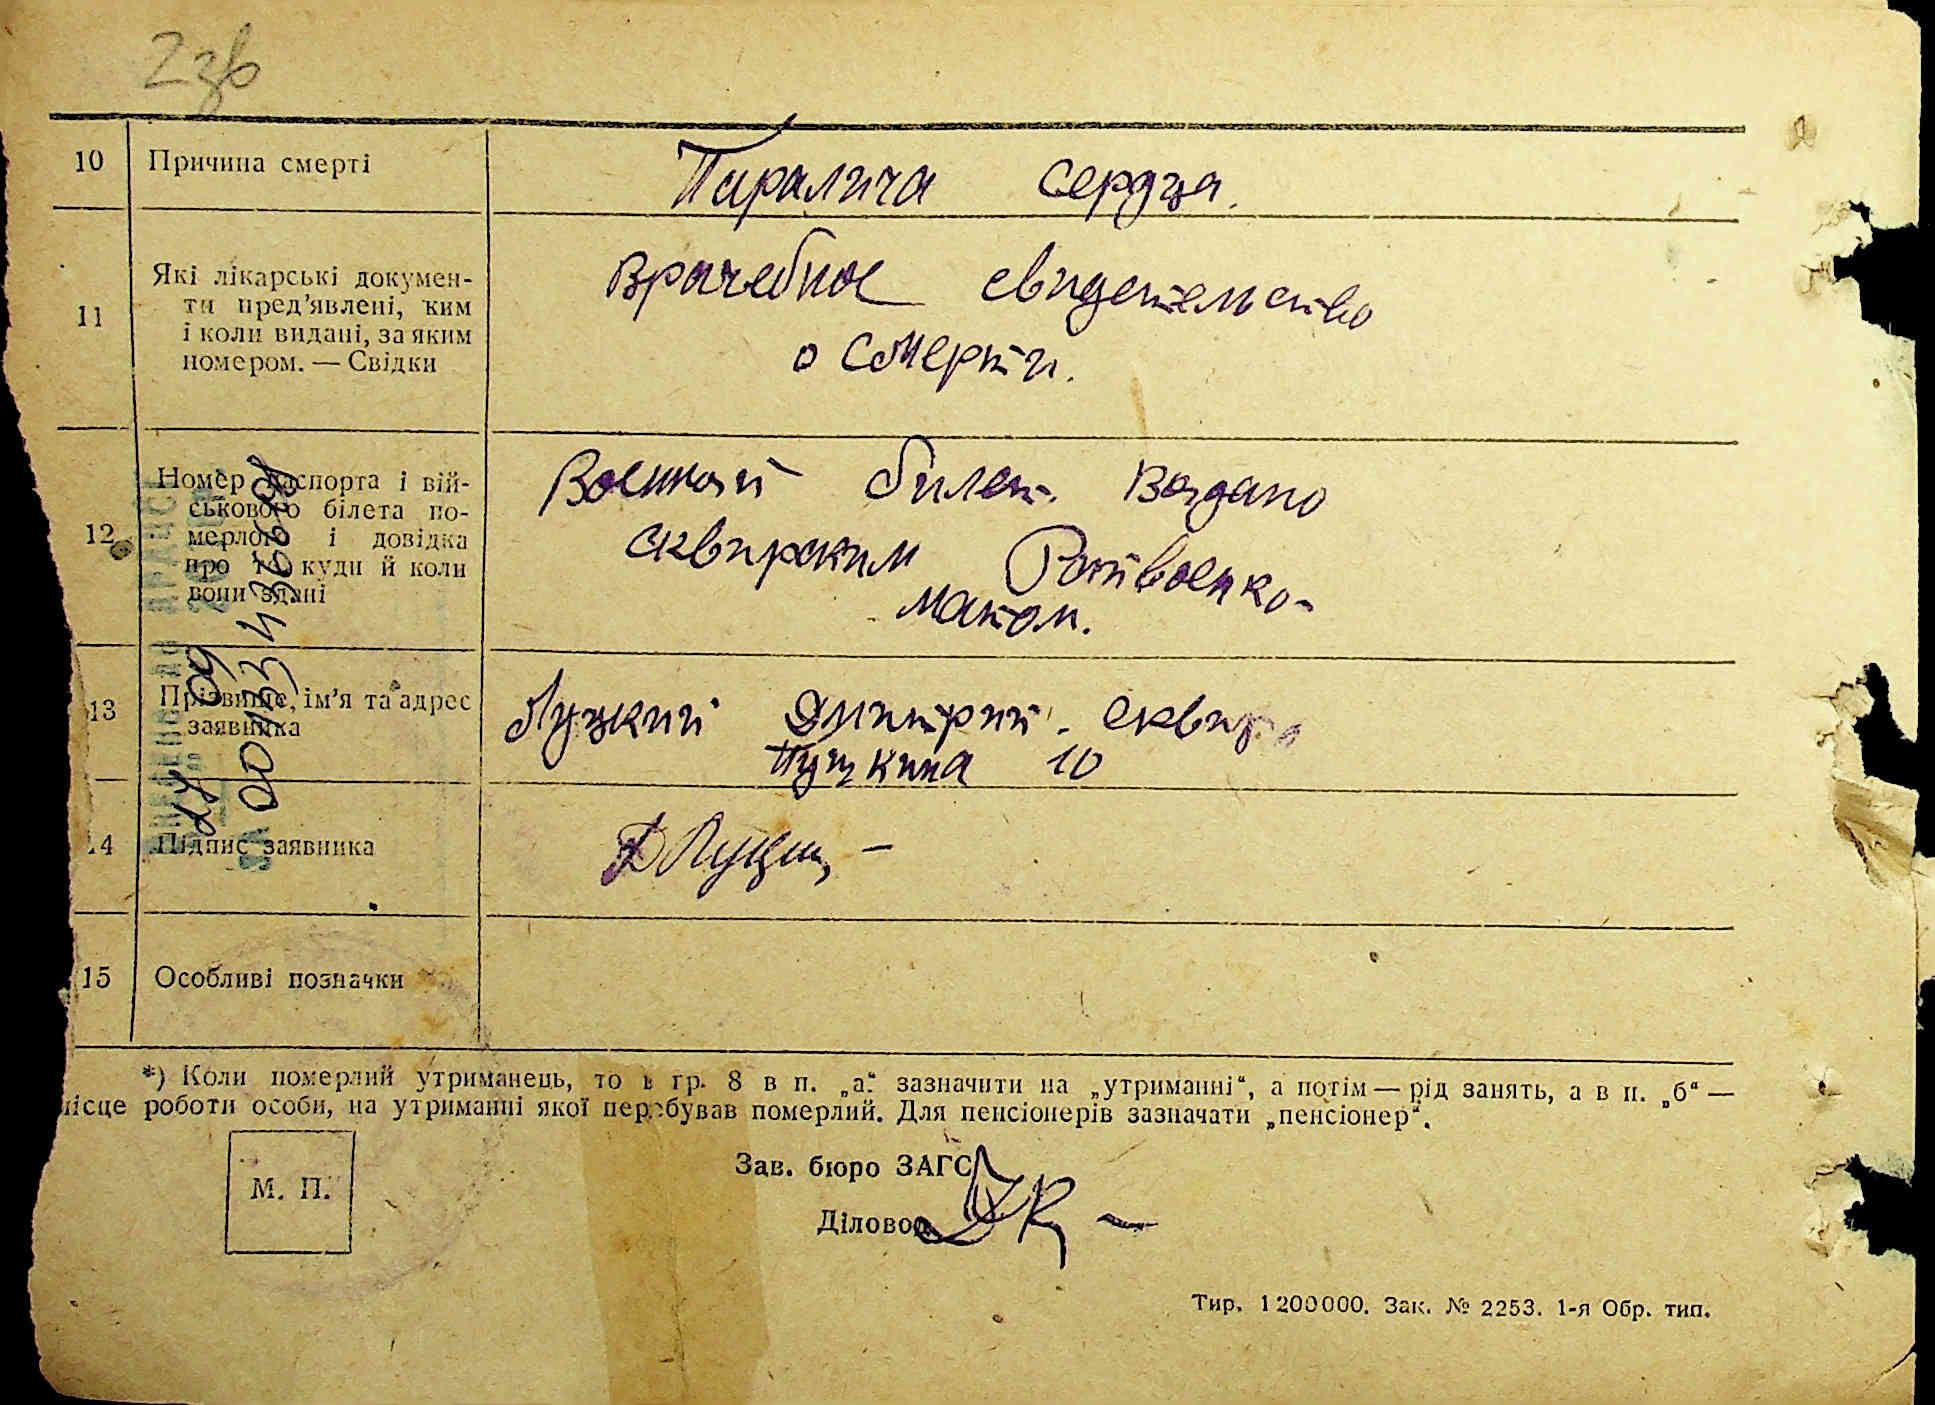 2зв
10 Причина смерті Паралича сердца.
11 Які лікарські докумен-
ти пред'явлені, ким
і коли видані, за яким
номером. — Свідки
Врачебное свидетельство
о смерти.
12 Номер паспорта і вій-
ськового білета по-
мерлого і довідка
про те куди й коли
вони здані
Военный билет Водано
сквирским Райвоенко-
матом.
13 Прізвище, ім'я та адрес
заявника
Луцкий Дмитрий. Сквира
Пушкина 10
14 Підпис заявника Д Луцкий
15 Особливі позначки
*) Коли померлий утриманець, то в гр. 8 в п. „а" зазначити на „утриманні", а потім — рід занять, а в п. „б" —
місце роботи особи, на утриманні якої перебував померлий. Для пенсіонерів зазначати „пенсіонер".
М. П.
Зав. бюро ЗАГС
Діловод
Тир. 1200000. Зак. № 2253. 1-я Обр. тип.